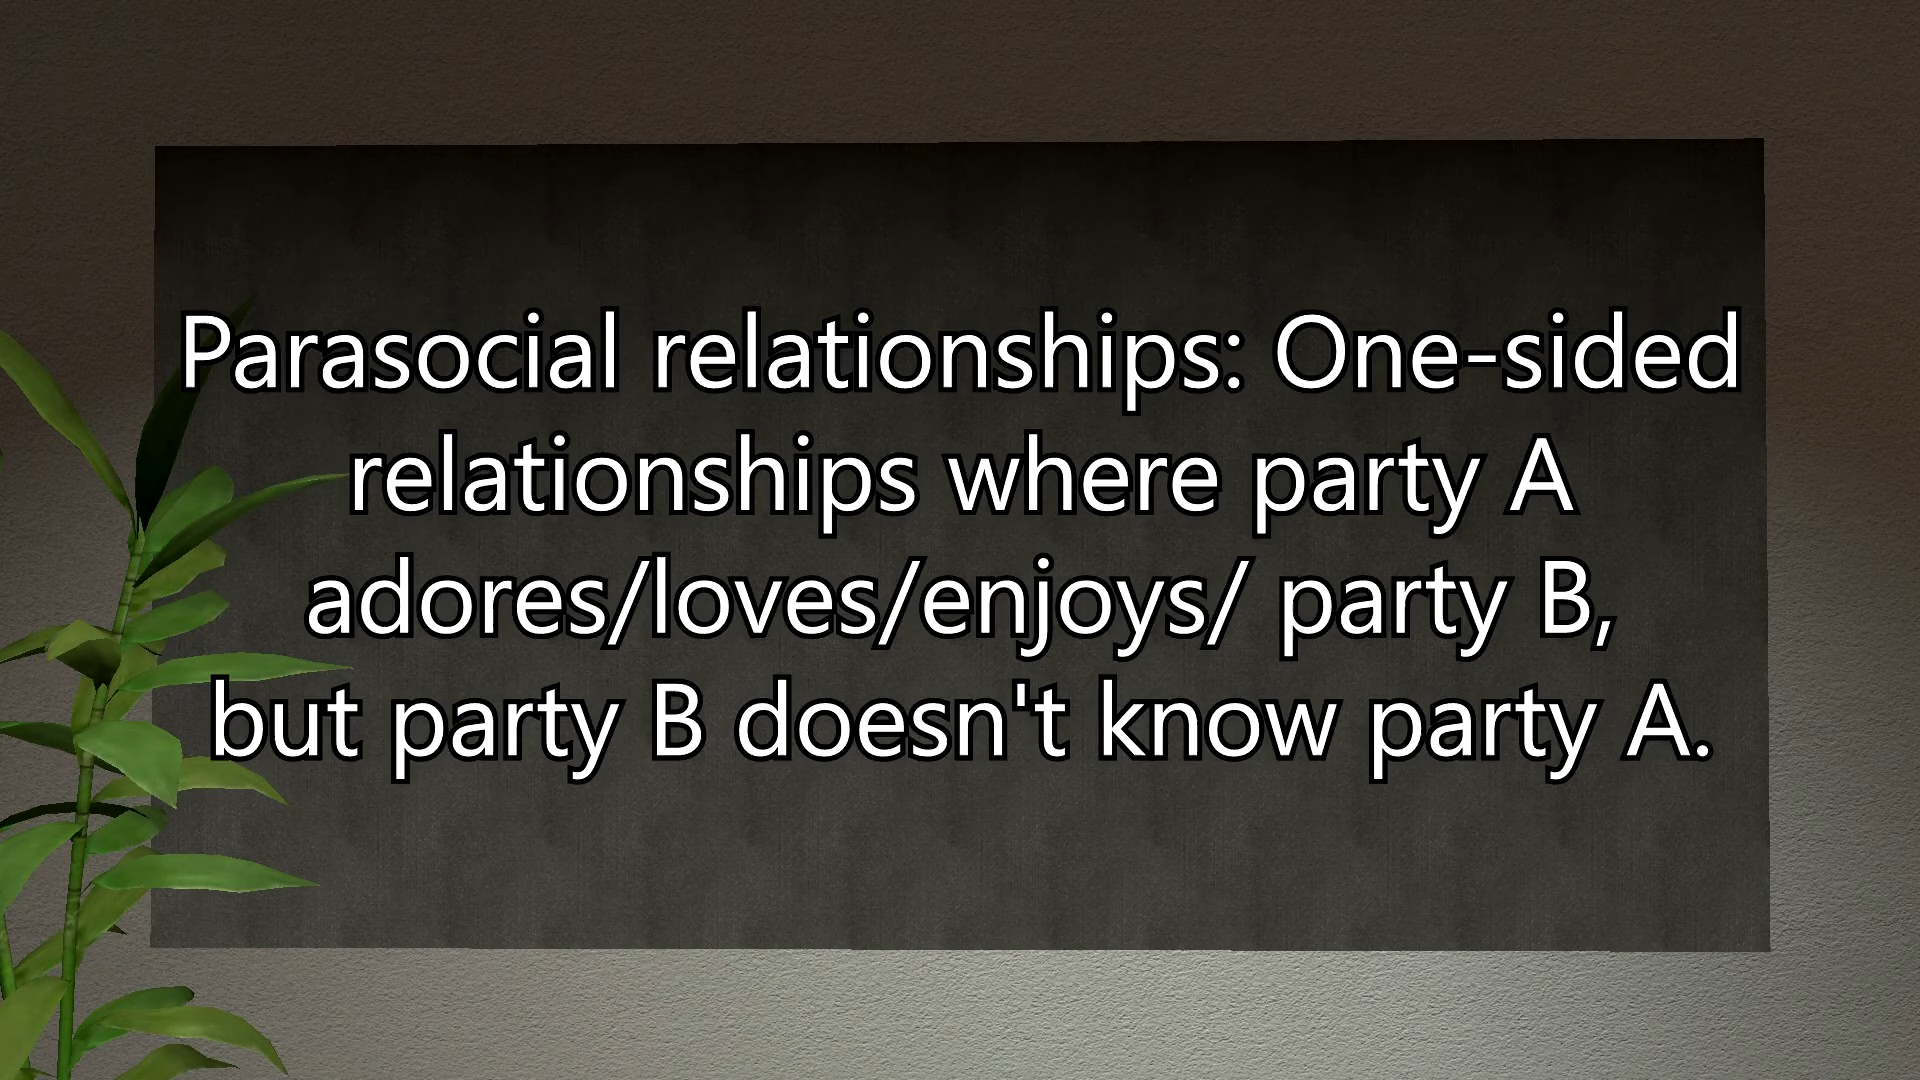 Parasocial relationships: One-sided
relationships where party A
adores/loves/enjoys/ party B,
but party B doesn't know party A.